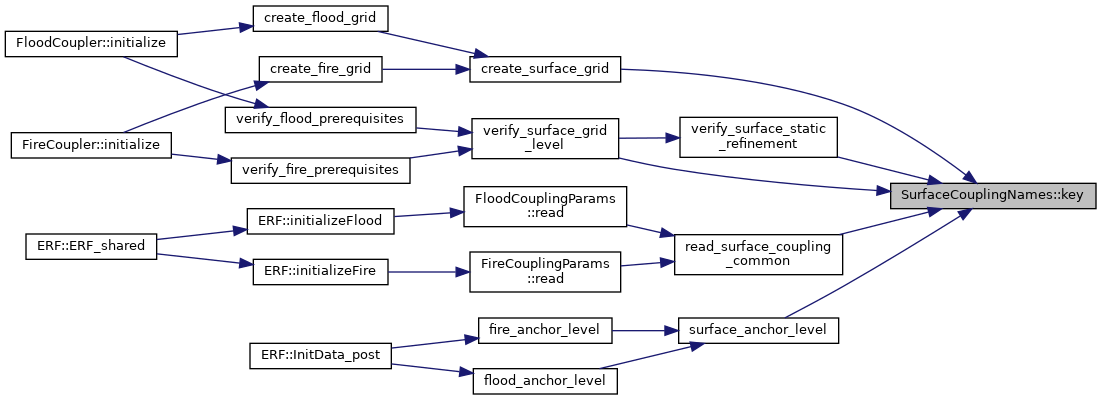 create_flood_grid
FloodCoupler::initialize
create_fire_grid
create_surface_grid
verify_flood_prerequisites
verify_surface_grid
_level
verify_surface_static
_refinement
FireCoupler::initialize
verify_fire_prerequisites
SurfaceCouplingNames::key
FloodCouplingParams
::read
ERF::initializeFlood
ERF::ERF_shared
read_surface_coupling
_common
ERF::initializeFire
FireCouplingParams
::read
fire_anchor_level
surface_anchor_level
ERF::InitData_post
flood_anchor_level